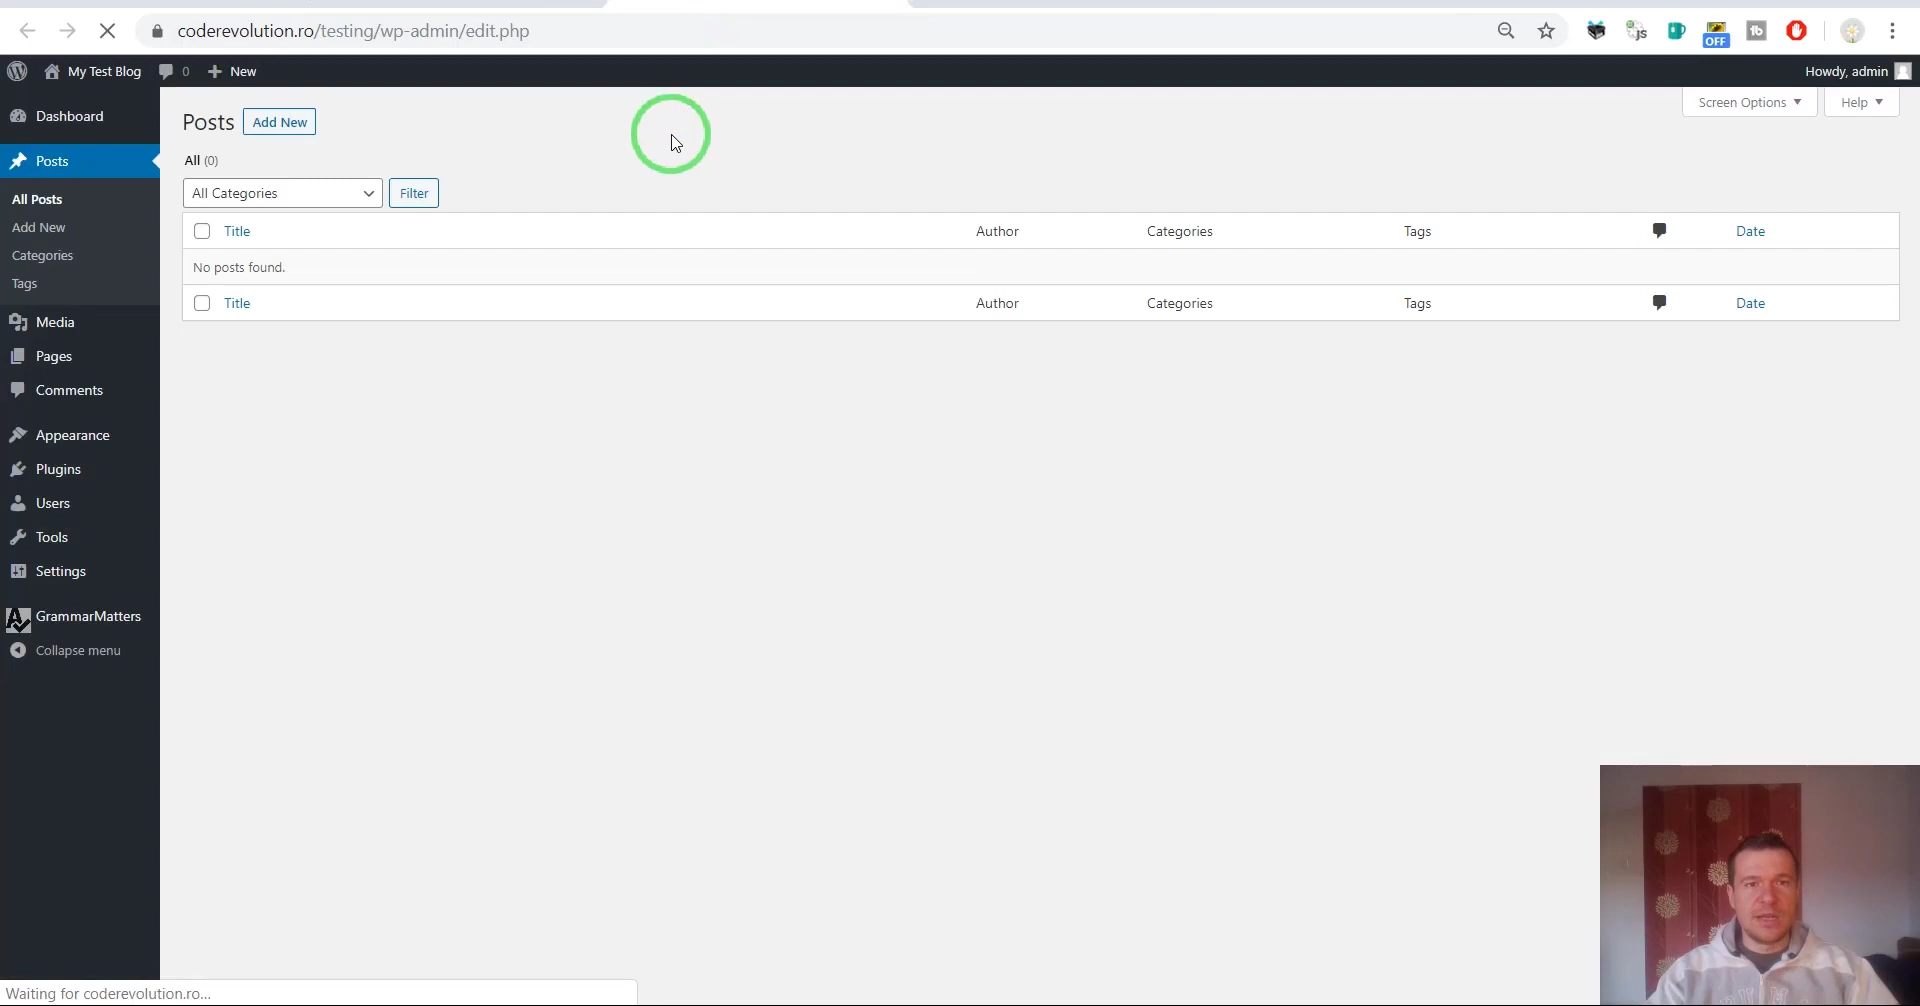 coderevolution.ro/testing/wp-admin/edit.php
JS
OFF
tb
My Test Blog
0
New
Howdy, admin
Dashboard
Posts
All Posts
Add New
Categories
Tags
Media
Pages
Comments
Appearance
Plugins
Users
Tools
Settings
GrammarMatters
Collapse menu
Screen Options
Help
Posts
Add New
All (0)
All Categories
Filter
Title Author Categories Tags Date
No posts found.
Title Author Categories Tags Date
Waiting for coderevolution.ro...